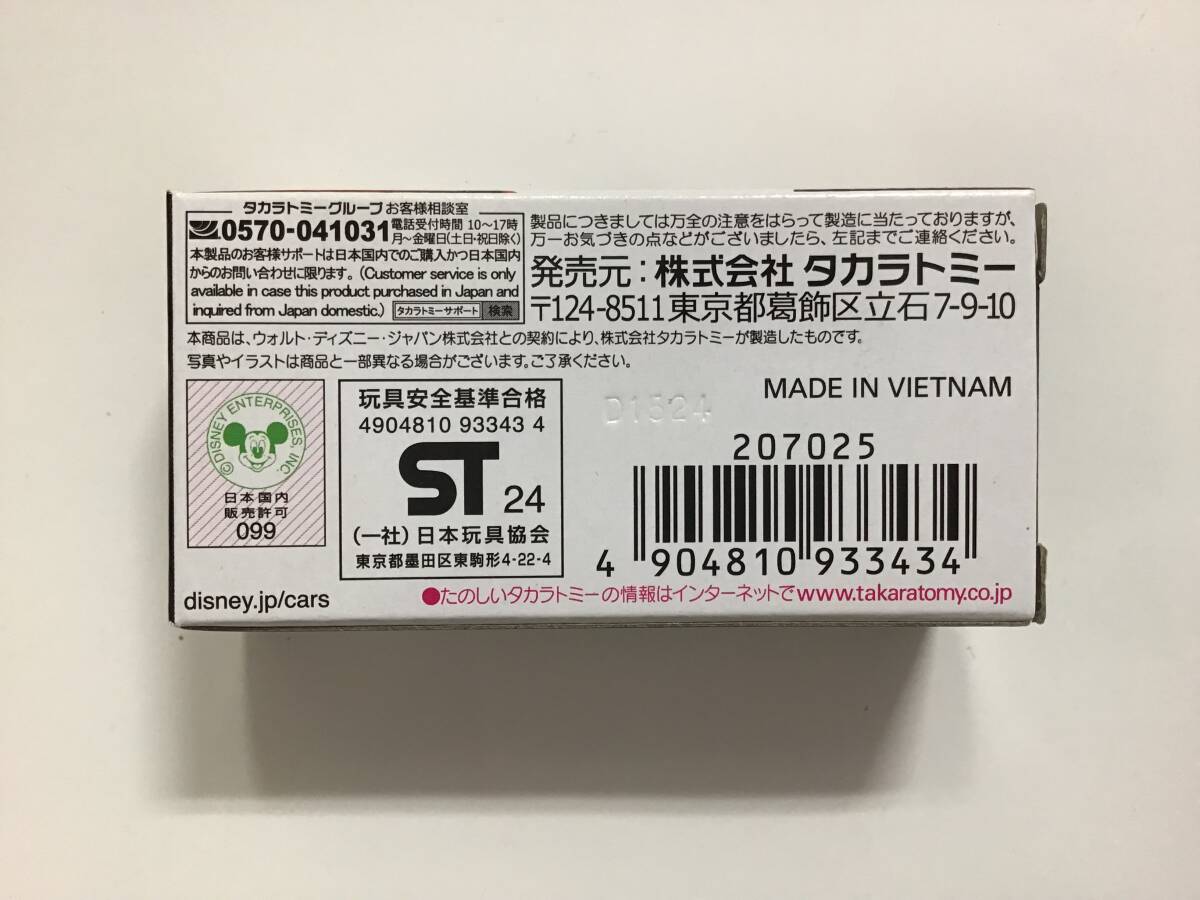 タカラトミーグループ お客様相談室
0570-041031 電話受付時間 10~17時
月~金曜日(土日・祝日除く)
本製品のお客様サポートは日本国内でのご購入かつ日本国内
からのお問い合わせに限ります。(Customer service is only
available in case this product purchased in Japan and
inquired from Japan domestic.) タカラトミーサポート 検索
製品につきましては万全の注意をはらって製造に当たっておりますが、
万一お気づきの点などがございましたら、左記までご連絡ください。
発売元：株式会社 タカラトミー
〒124-8511 東京都葛飾区立石7-9-10
本商品は、ウォルト・ディズニー・ジャパン株式会社との契約により、株式会社タカラトミーが製造したものです。
写真やイラストは商品と一部異なる場合がございます。ご了承ください。
©DISNEY ENTERPRISES, INC.
日本国内
販売許可
099
玩具安全基準合格
4904810 93343 4
ST 24
(一社)日本玩具協会
東京都墨田区東駒形4-22-4
D1524
MADE IN VIETNAM
207025
4 904810 933434
disney.jp/cars
●たのしいタカラトミーの情報はインターネットで www.takaratomy.co.jp